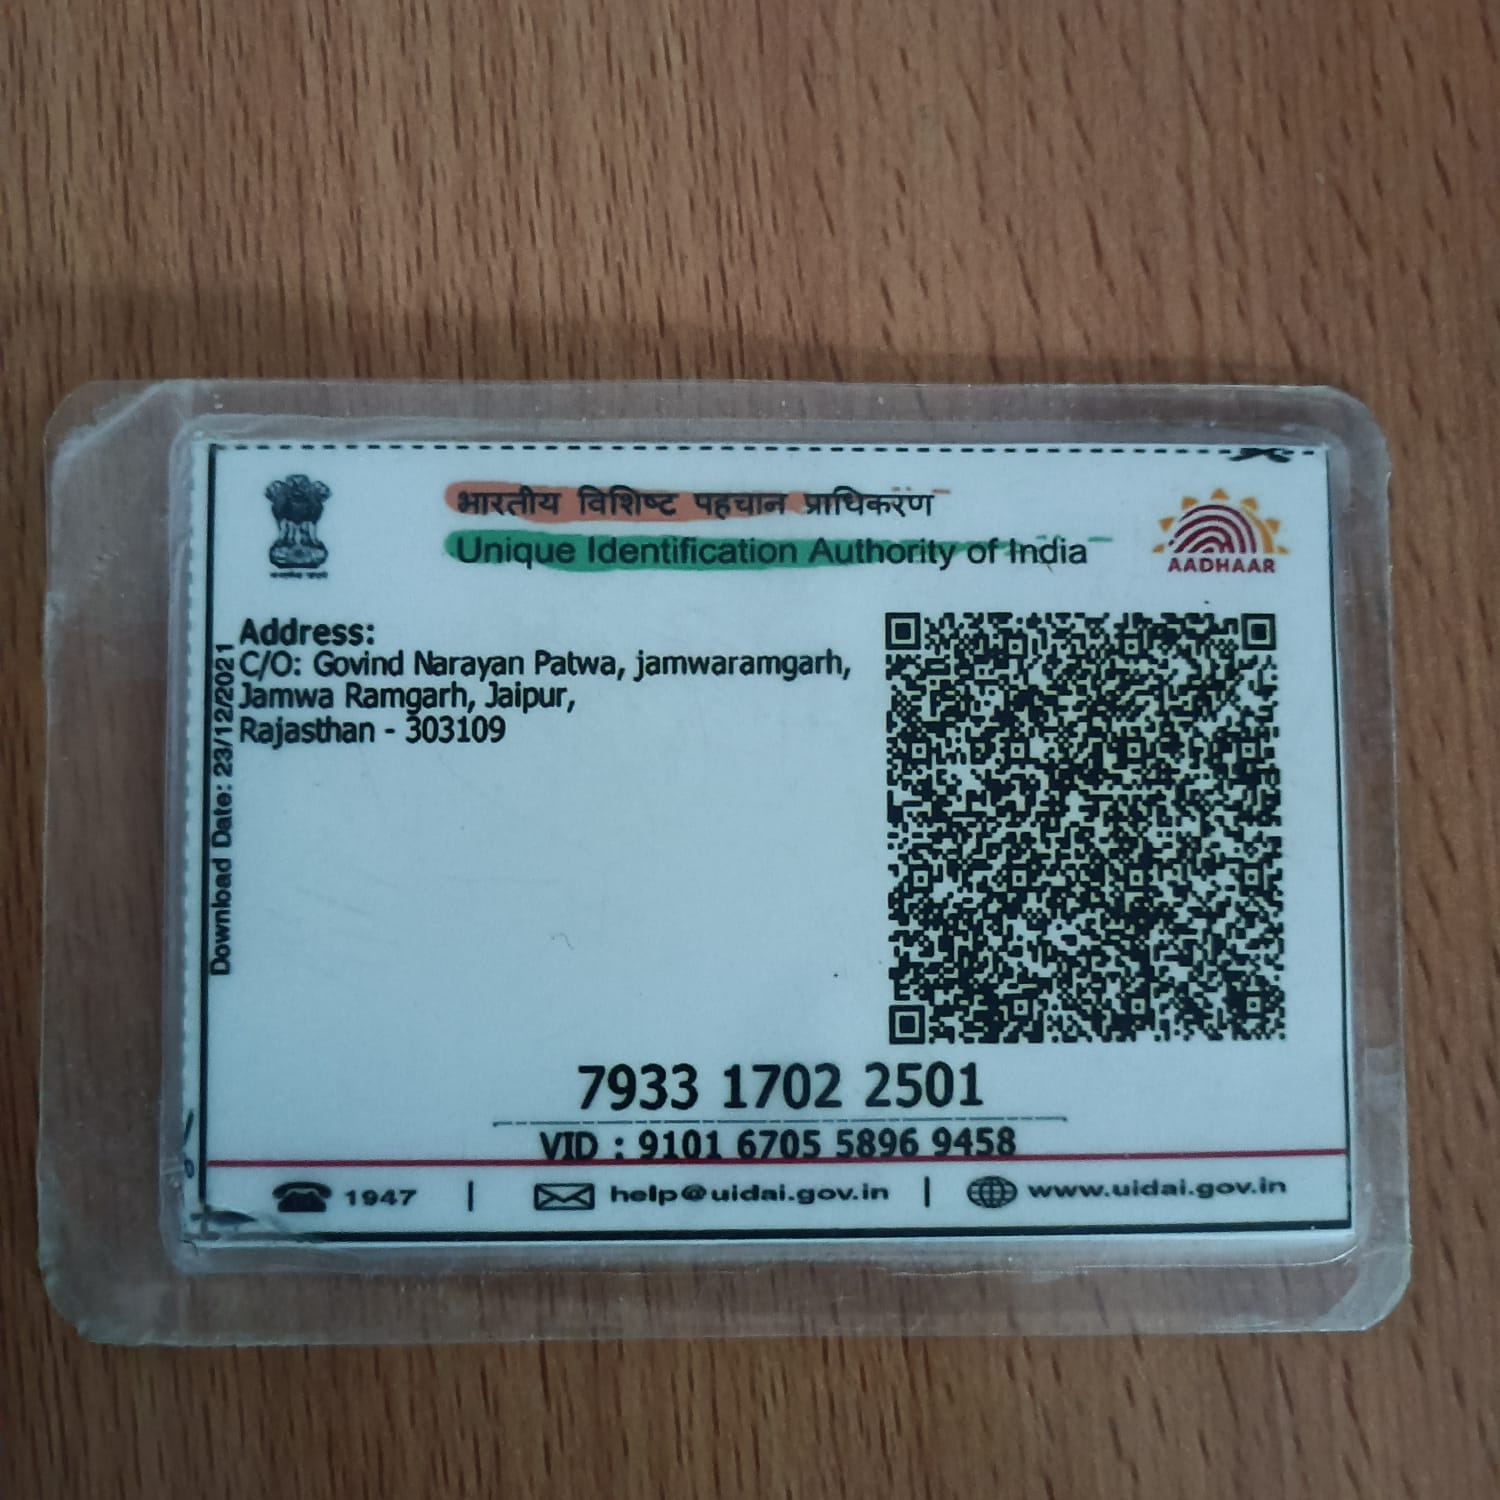 भारतीय विशिष्ट पहचान प्राधिकरण
Unique Identification Authority of India
AADHAAR
Address:
C/O: Govind Narayan Patwa, jamwaramgarh,
Jamwa Ramgarh, Jaipur,
Rajasthan - 303109
Download Date: 23/12/2021
7933 1702 2501
VID : 9101 6705 5896 9458
1947 | help@uidai.gov.in | www.uidai.gov.in